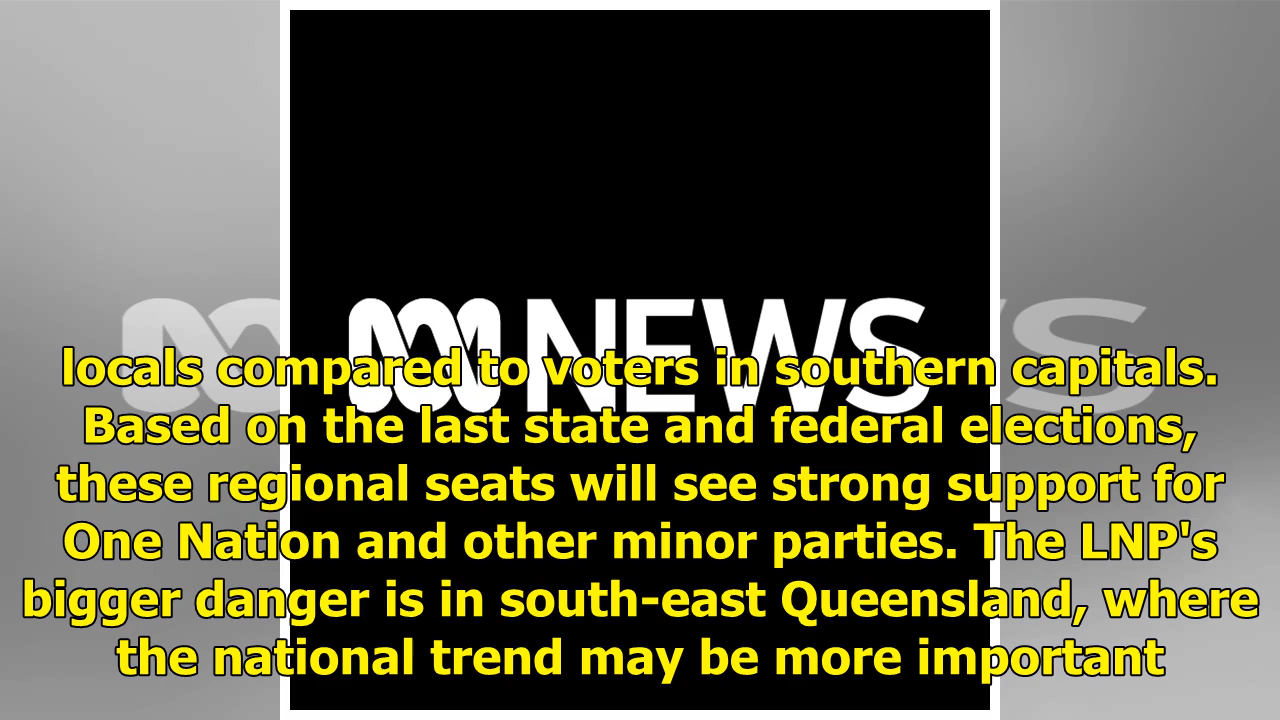 NEWS
locals compared to voters in southern capitals.
Based on the last state and federal elections,
these regional seats will see strong support for
One Nation and other minor parties. The LNP's
bigger danger is in south-east Queensland, where
the national trend may be more important